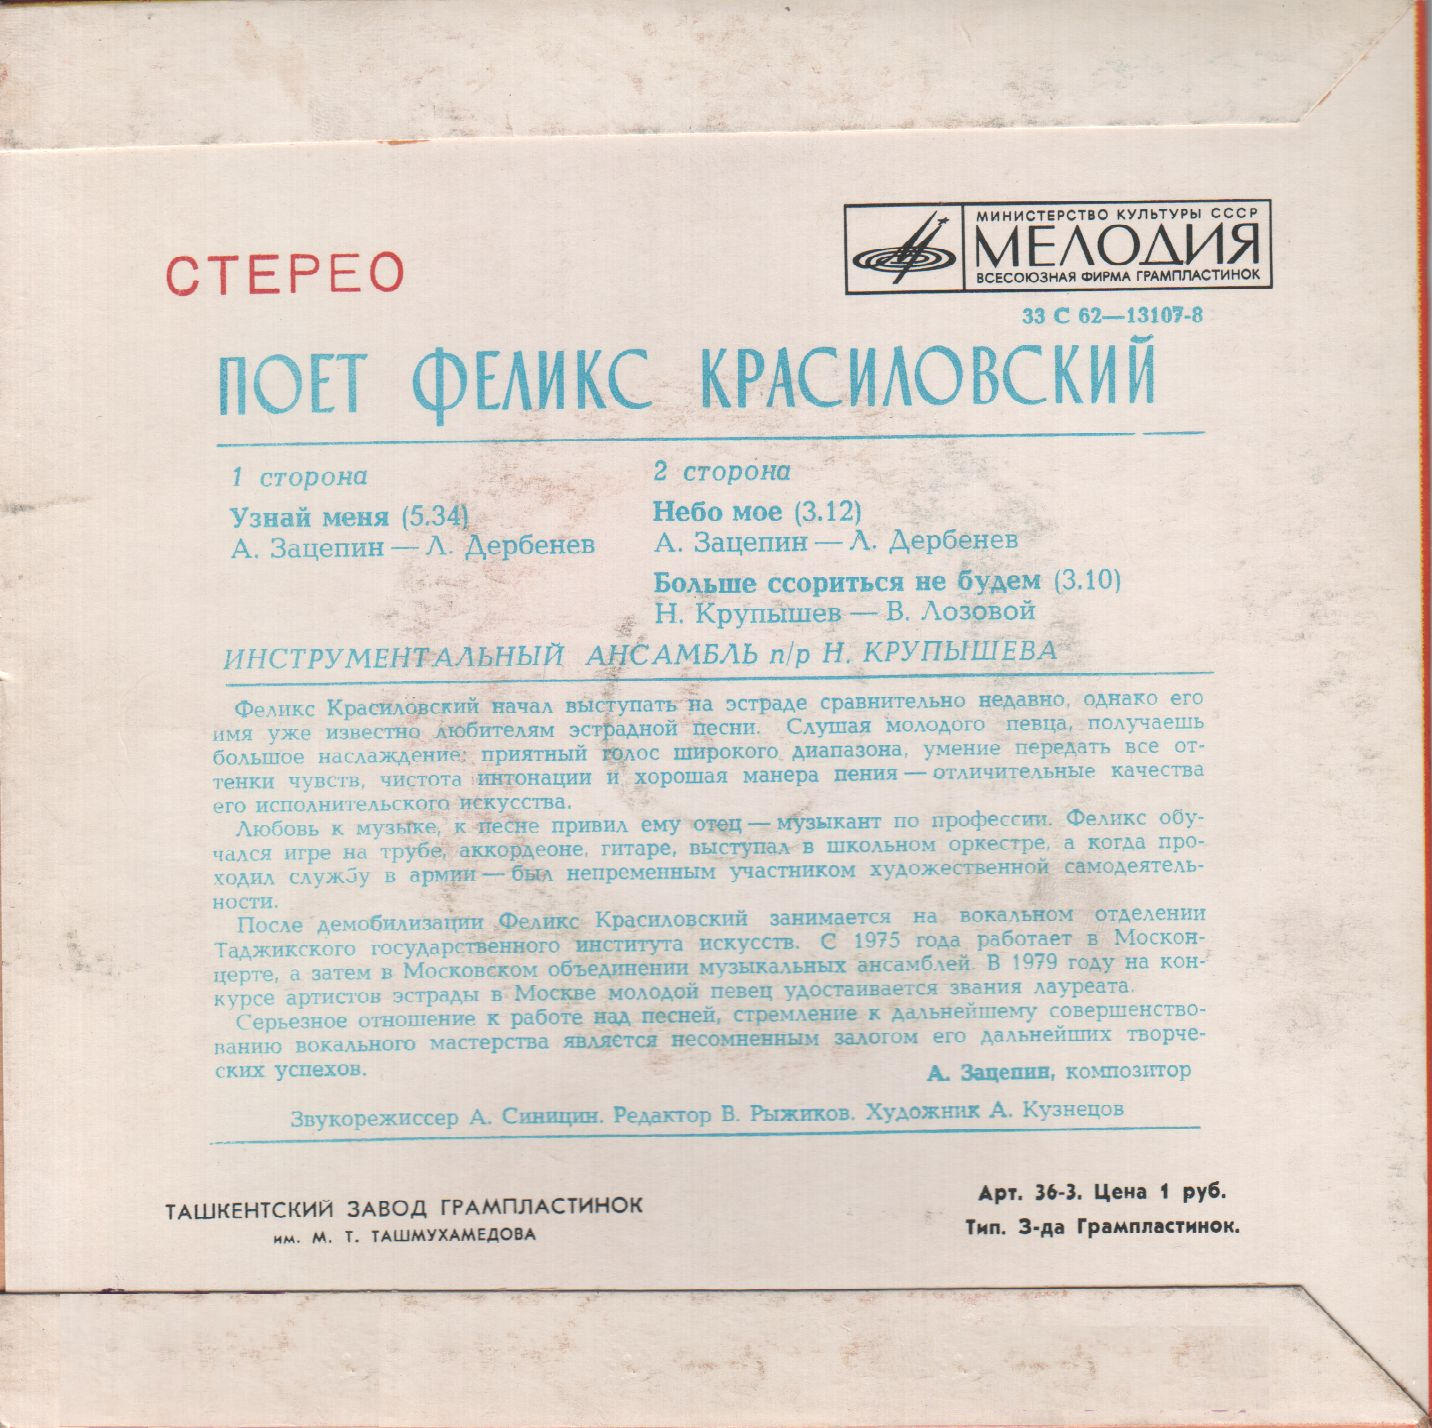 МИНИСТЕРСТВО КУЛЬТУРЫ СССР
МЕЛОДИЯ
ВСЕСОЮЗНАЯ ФИРМА ГРАМПЛАСТИНОК
СТЕРЕО
33 С 62—13107-8
ПОЕТ ФЕЛИКС КРАСИЛОВСКИЙ
1 сторона
Узнай меня (5.34)
А. Зацепин — Л. Дербенев
2 сторона
Небо мое (3.12)
А. Зацепин — Л. Дербенев
Больше ссориться не будем (3.10)
Н. Крупышев — В. Лозовой
ИНСТРУМЕНТАЛЬНЫЙ АНСАМБЛЬ п/р Н. КРУПЫШЕВА
Феликс Красиловский начал выступать на эстраде сравнительно недавно, однако его
имя уже известно любителям эстрадной песни. Слушая молодого певца, получаешь
большое наслаждение: приятный голос широкого диапазона, умение передать все от-
тенки чувств, чистота интонации и хорошая манера пения — отличительные качества
его исполнительского искусства.
Любовь к музыке, к песне привил ему отец — музыкант по профессии. Феликс обу-
чался игре на трубе, аккордеоне, гитаре, выступал в школьном оркестре, а когда про-
ходил службу в армии — был непременным участником художественной самодеятель-
ности.
После демобилизации Феликс Красиловский занимается на вокальном отделении
Таджикского государственного института искусств. С 1975 года работает в Москон-
церте, а затем в Московском объединении музыкальных ансамблей. В 1979 году на кон-
курсе артистов эстрады в Москве молодой певец удостаивается звания лауреата.
Серьезное отношение к работе над песней, стремление к дальнейшему совершенство-
ванию вокального мастерства является несомненным залогом его дальнейших творче-
ских успехов.
А. Зацепин, композитор
Звукорежиссер А. Синицин. Редактор В. Рыжиков. Художник А. Кузнецов
ТАШКЕНТСКИЙ ЗАВОД ГРАМПЛАСТИНОК
им. М. Т. ТАШМУХАМЕДОВА
Арт. 36-3. Цена 1 руб.
Тип. З-да Грампластинок.